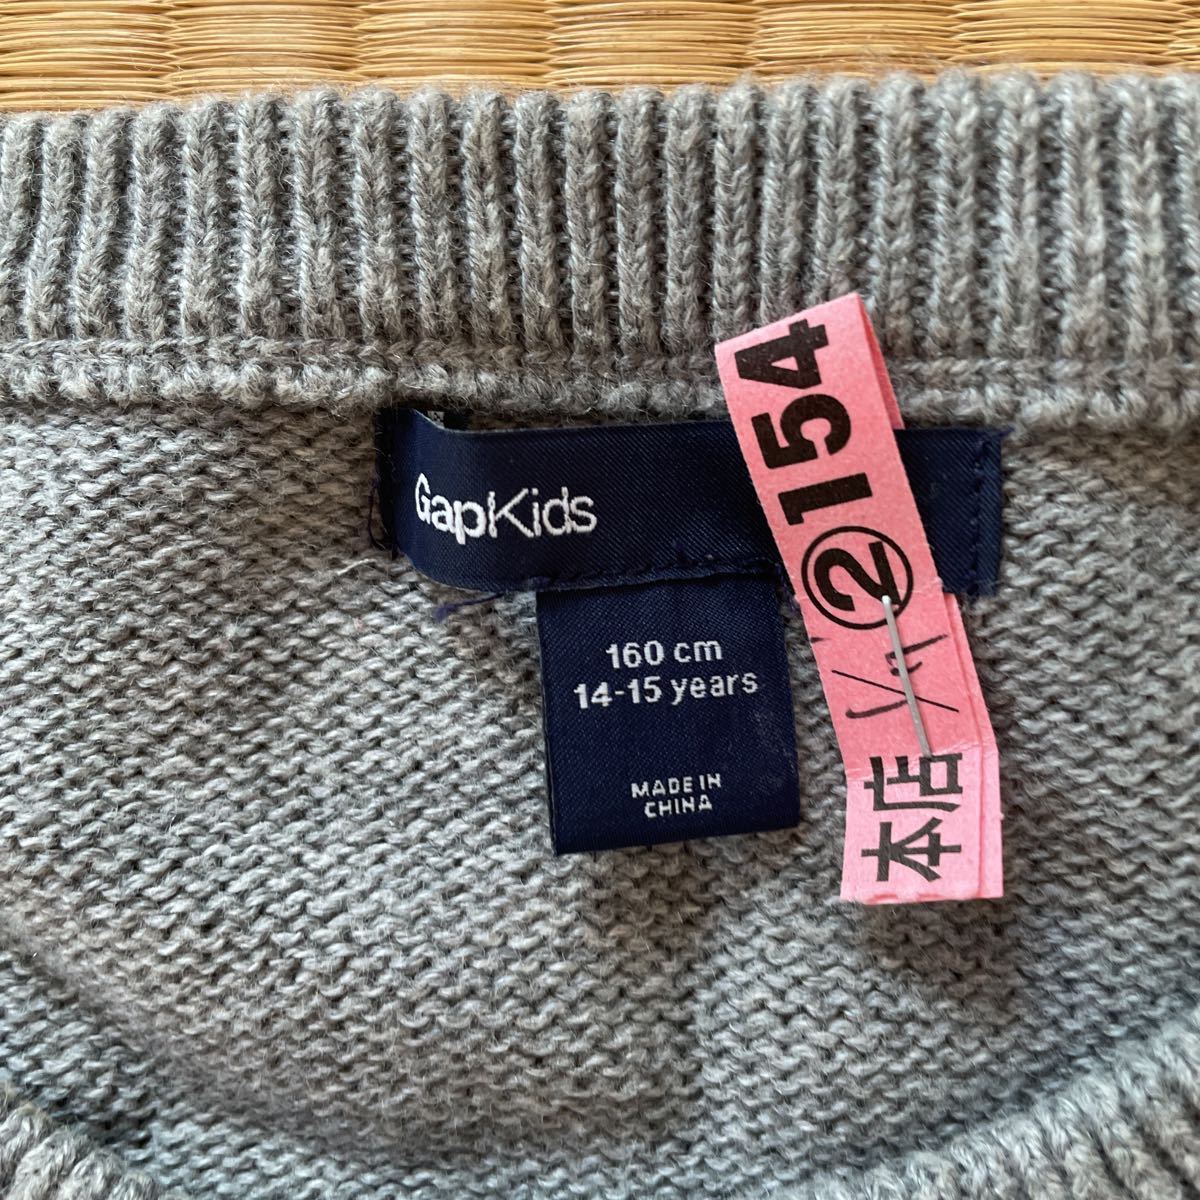 GapKids
160 cm
14-15 years
MADE IN
CHINA
本店 ②154